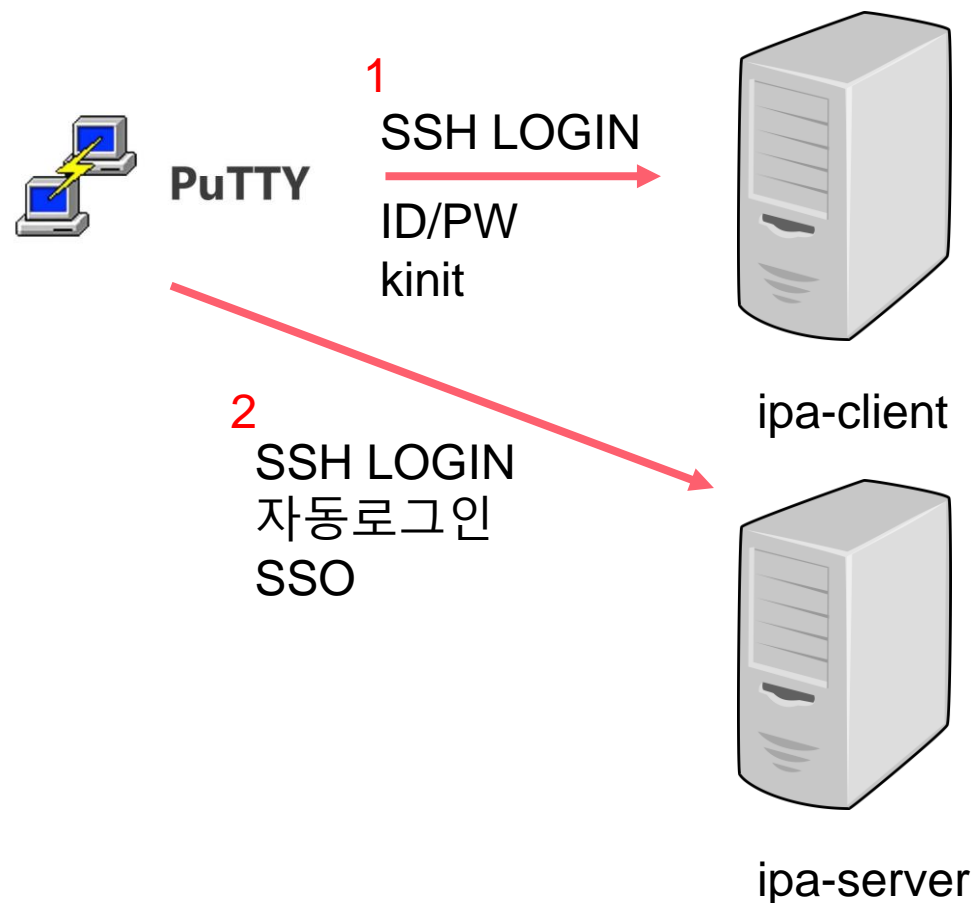 1
SSH LOGIN
PuTTY
ID/PW
kinit
ipa-client
2
SSH LOGIN
자동로그인
SSO
ipa-server